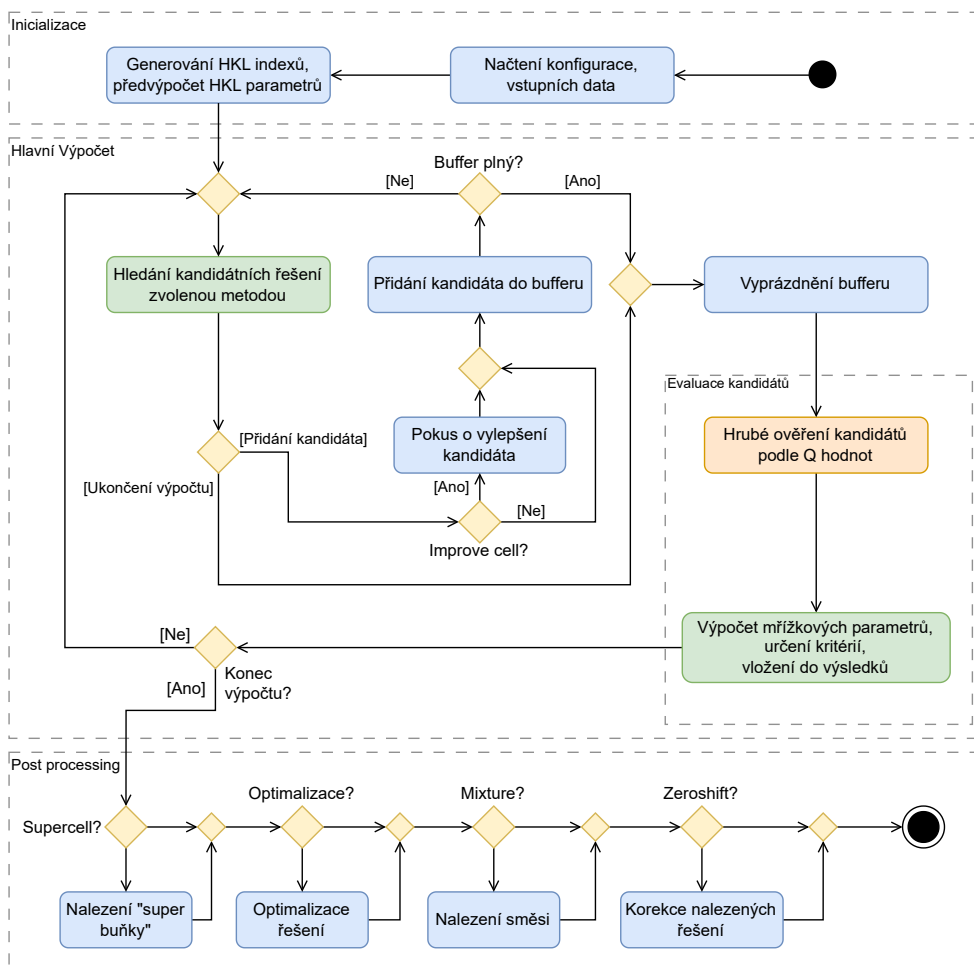 Inicializace
Generování HKL indexů,
předvýpočet HKL parametrů
Načtení konfigurace,
vstupních data
Hlavní Výpočet
Buffer plný?
[Ne]
[Ano]
Hledání kandidátních řešení
zvolenou metodou
Přidání kandidáta do bufferu
Vyprázdnění bufferu
Evaluace kandidátů
Hrubé ověření kandidátů
podle Q hodnot
[Přidání kandidáta]
Pokus o vylepšení
kandidáta
[Ukončení výpočtu]
[Ano]
[Ne]
Improve cell?
Výpočet mřížkových parametrů,
určení kritérií,
vložení do výsledků
[Ne]
Konec
výpočtu?
[Ano]
Post processing
Supercell?
Optimalizace?
Mixture?
Zeroshift?
Nalezení "super
buňky"
Optimalizace
řešení
Nalezení směsi
Korekce nalezených
řešení